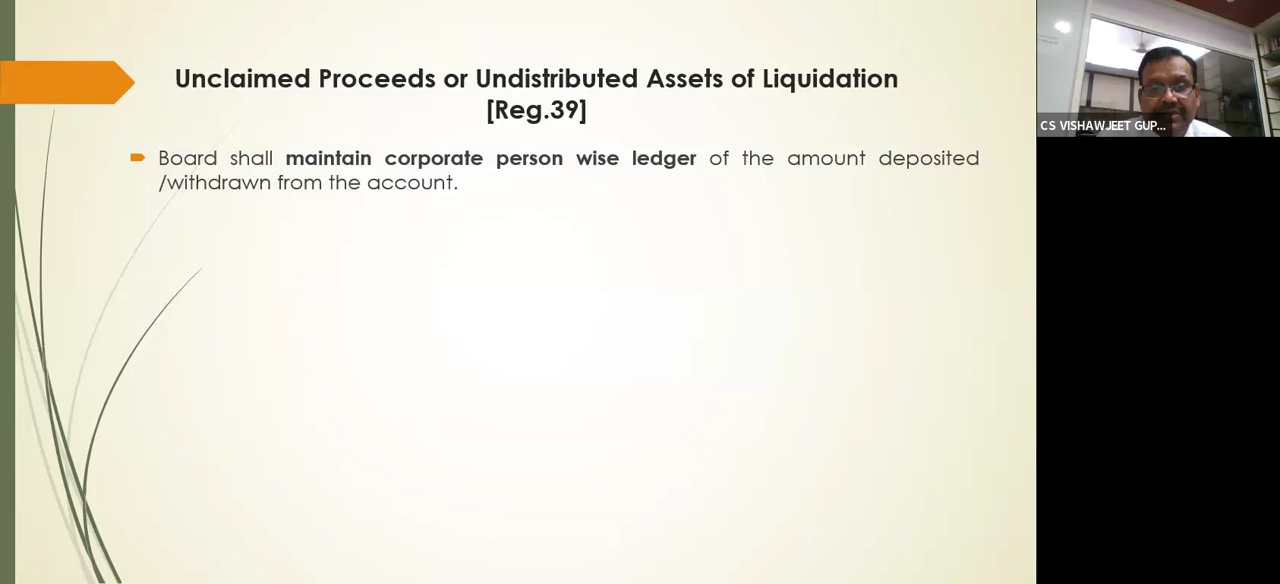 Unclaimed Proceeds or Undistributed Assets of Liquidation
[Reg.39]
Board shall maintain corporate person wise ledger of the amount deposited
/withdrawn from the account.
CS VISHAWJEET GUP...